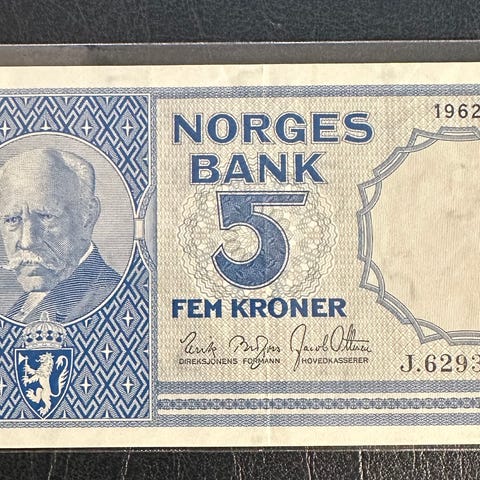 1962
NORGES
BANK
5
FEM KRONER
DIREKSJONENS FORMANN HOVEDKASSERER
J.6293